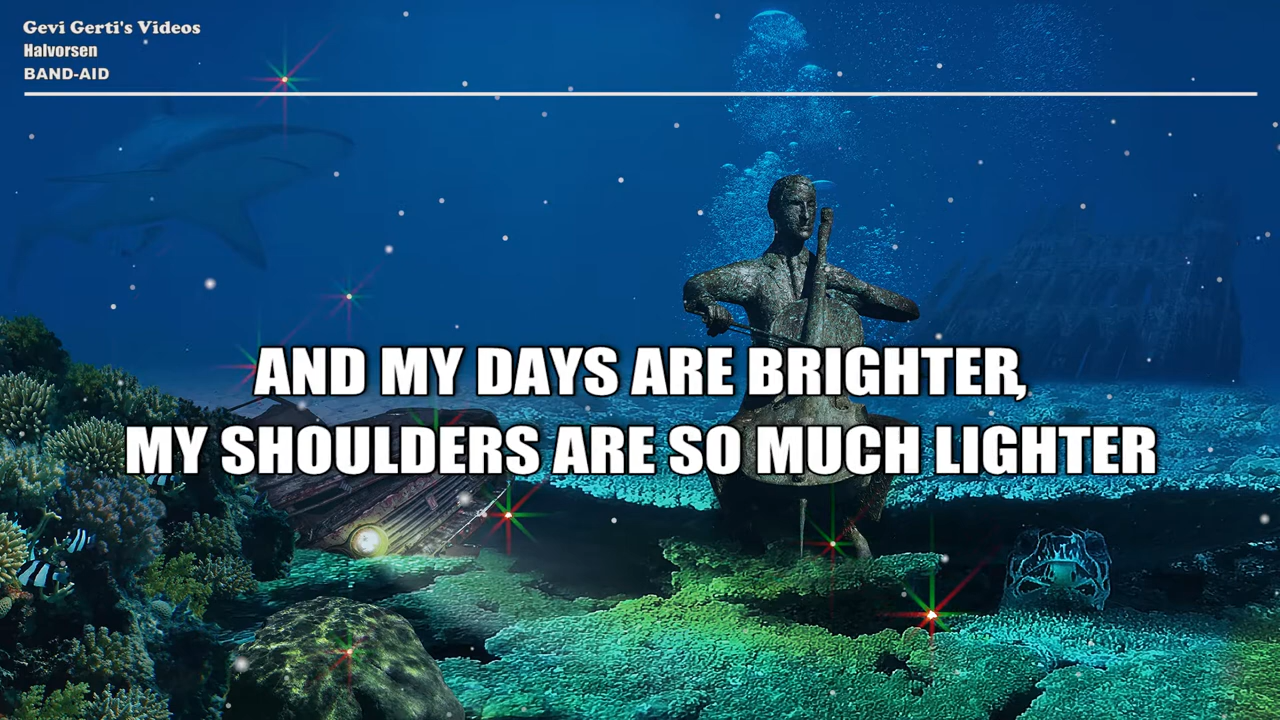 Gevi Gerti's Videos
Halvorsen
BAND-AID
AND MY DAYS ARE BRIGHTER,
MY SHOULDERS ARE SO MUCH LIGHTER